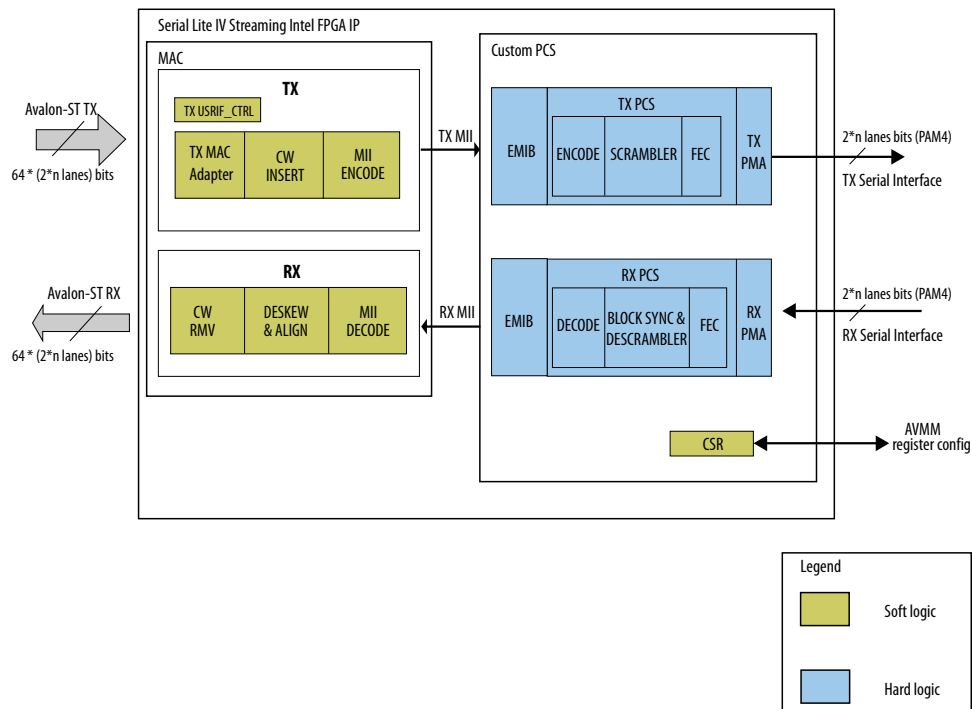 Serial Lite IV Streaming Intel FPGA IP
MAC
TX
TX USRIF_CTRL
TX MAC
Adapter
CW
INSERT
MII
ENCODE
Avalon-ST TX
64 * (2*n lanes) bits
TX MII
Custom PCS
EMIB
TX PCS
ENCODE
SCRAMBLER
FEC
TX
PMA
2*n lanes bits (PAM4)
TX Serial Interface
RX
CW
RMV
DESKEW
& ALIGN
MII
DECODE
Avalon-ST RX
64 * (2*n lanes) bits
RX MII
EMIB
RX PCS
DECODE
BLOCK SYNC &
DESCRAMBLER
FEC
RX
PMA
2*n lanes bits (PAM4)
RX Serial Interface
CSR
AVMM
register config
Legend
Soft logic
Hard logic